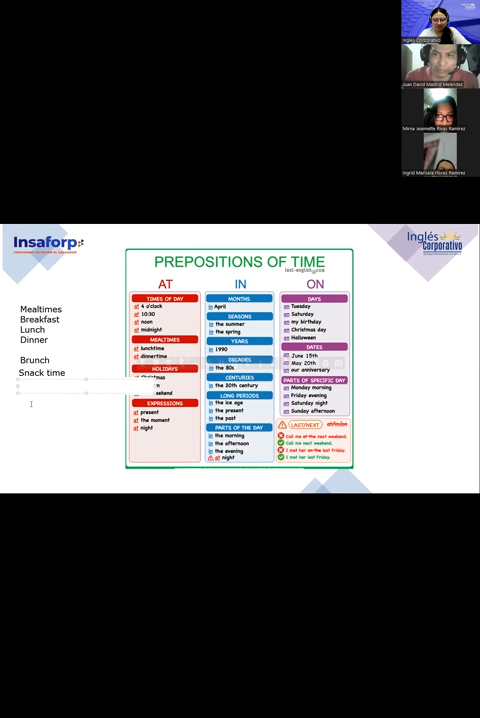 Inglés Corporativo
Inglés Corporativo
Juan David Madrid Melendez
Mirna Jeannette Rivas Ramirez
Ingrid Marisela Flores Ramirez
Insaforp
Inglés
Corporativo
PREPOSITIONS OF TIME
test-english.com
AT
IN
ON
Mealtimes
Breakfast
Lunch
Dinner
Brunch
Snack time
TIMES OF DAY
at 4 o'clock
at 10:30
at noon
at midnight
MEALTIMES
at lunchtime
at dinnertime
HOLIDAYS
at Christmas
EXPRESSIONS
at present
at the moment
at night
MONTHS
in April
SEASONS
in the summer
in the spring
YEARS
in 1990
DECADES
in the 80s
CENTURIES
in the 20th century
LONG PERIODS
in the ice age
in the present
in the past
PARTS OF THE DAY
in the morning
in the afternoon
in the evening
at night
DAYS
on Tuesday
on Saturday
on my birthday
on Christmas day
on Halloween
DATES
on June 15th
on May 20th
on our anniversary
PARTS OF SPECIFIC DAY
on Monday morning
on Friday evening
on Saturday night
on Sunday afternoon
LAST/NEXT at/in/on
Call me at the next weekend.
Call me next weekend.
I met her on the last Friday.
I met her last Friday.